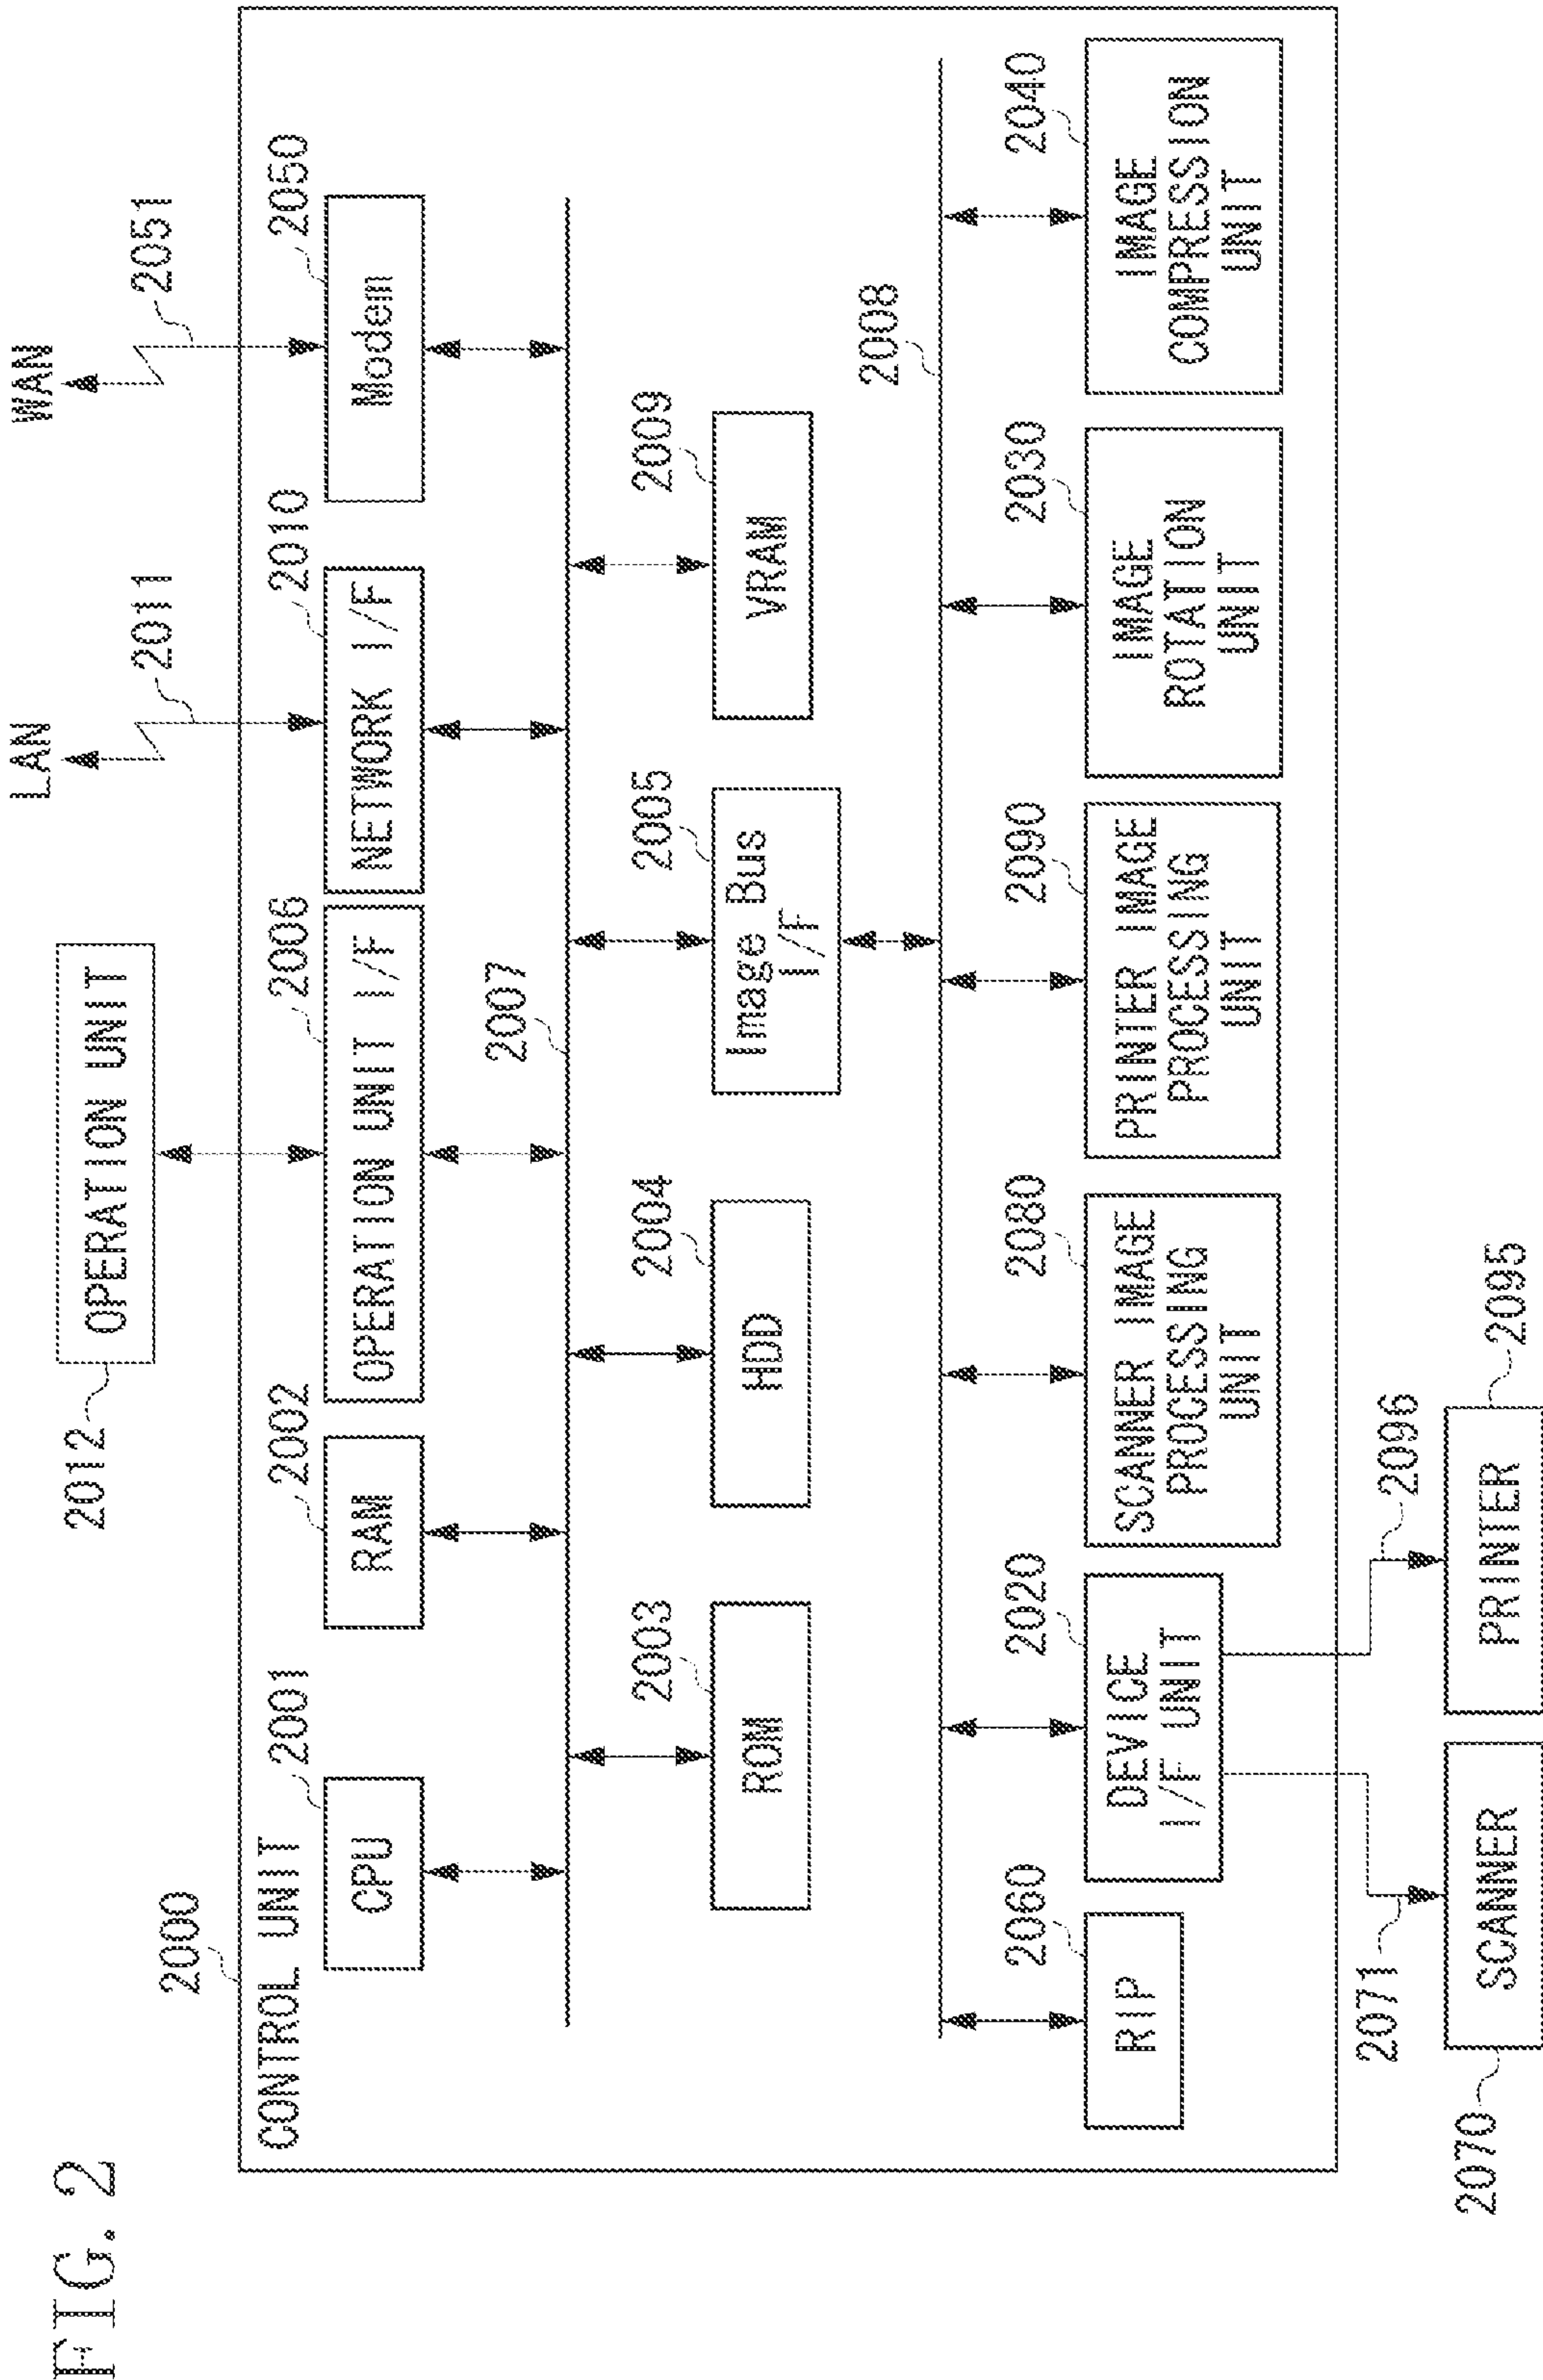 FIG. 2
WAN
LAN
2051
2011
OPERATION UNIT
2012
2000
CONTROL UNIT
2001
CPU
2002
RAM
2006
OPERATION UNIT I/F
2010
NETWORK I/F
2050
Modem
2007
2003
ROM
2004
HDD
2005
Image Bus
I/F
2009
VRAM
2008
2060
RIP
2020
DEVICE
I/F UNIT
2080
SCANNER IMAGE
PROCESSING
UNIT
2090
PRINTER IMAGE
PROCESSING
UNIT
2030
IMAGE
ROTATION
UNIT
2040
IMAGE
COMPRESSION
UNIT
2071
2096
2070
SCANNER
PRINTER
2095